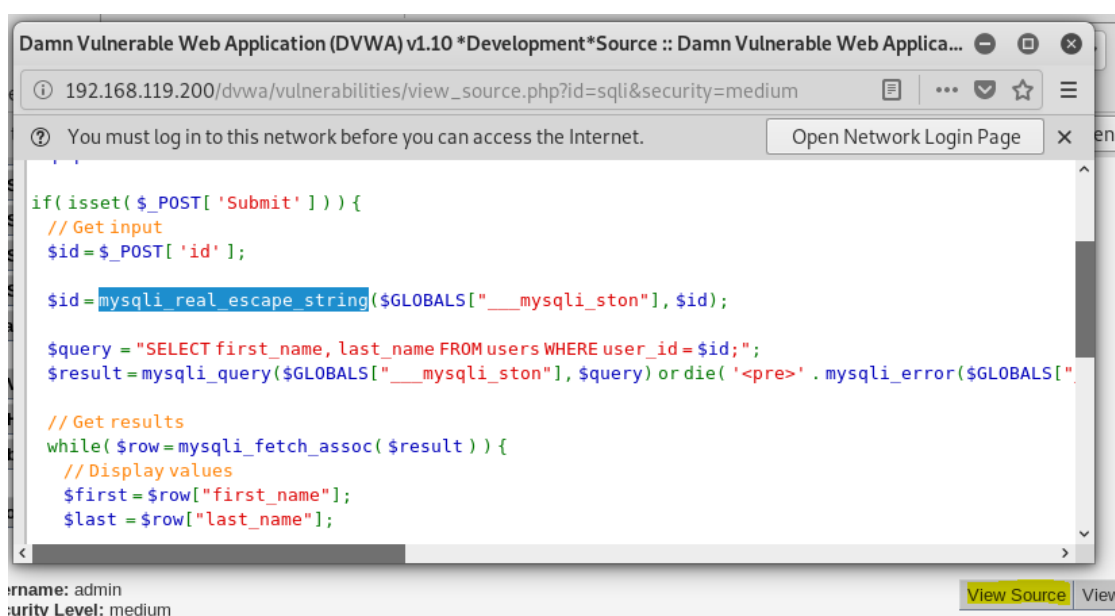 Damn Vulnerable Web Application (DVWA) v1.10 *Development*Source :: Damn Vulnerable Web Applica...
192.168.119.200/dvwa/vulnerabilities/view_source.php?id=sqli&security=medium
You must log in to this network before you can access the Internet. Open Network Login Page
if( isset( $_POST[ 'Submit' ] ) ) {
// Get input
$id = $_POST[ 'id' ];
$id = mysqli_real_escape_string($GLOBALS["___mysqli_ston"], $id);
$query = "SELECT first_name, last_name FROM users WHERE user_id = $id;";
$result = mysqli_query($GLOBALS["___mysqli_ston"], $query) or die( '<pre>' . mysqli_error($GLOBALS["_
// Get results
while( $row = mysqli_fetch_assoc( $result ) ) {
// Display values
$first = $row["first_name"];
$last = $row["last_name"];
ername: admin
View Source View
curity Level: medium